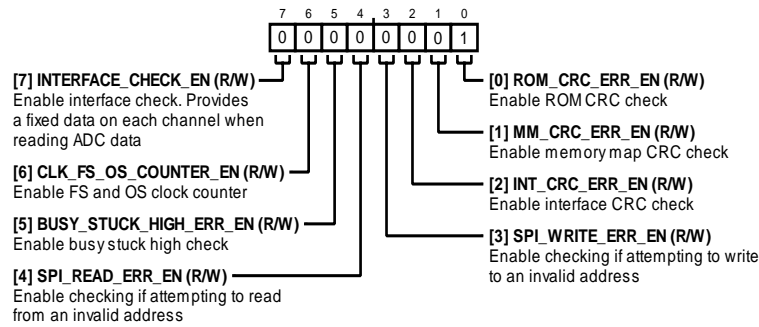 7 6 5 4 3 2 1 0
0 0 0 0 0 0 0 1
[7] INTERFACE_CHECK_EN (R/W)
Enable interface check. Provides
a fixed data on each channel when
reading ADC data
[6] CLK_FS_OS_COUNTER_EN (R/W)
Enable FS and OS clock counter
[5] BUSY_STUCK_HIGH_ERR_EN (R/W)
Enable busy stuck high check
[4] SPI_READ_ERR_EN (R/W)
Enable checking if attempting to read
from an invalid address
[0] ROM_CRC_ERR_EN (R/W)
Enable ROM CRC check
[1] MM_CRC_ERR_EN (R/W)
Enable memory map CRC check
[2] INT_CRC_ERR_EN (R/W)
Enable interface CRC check
[3] SPI_WRITE_ERR_EN (R/W)
Enable checking if attempting to write
to an invalid address